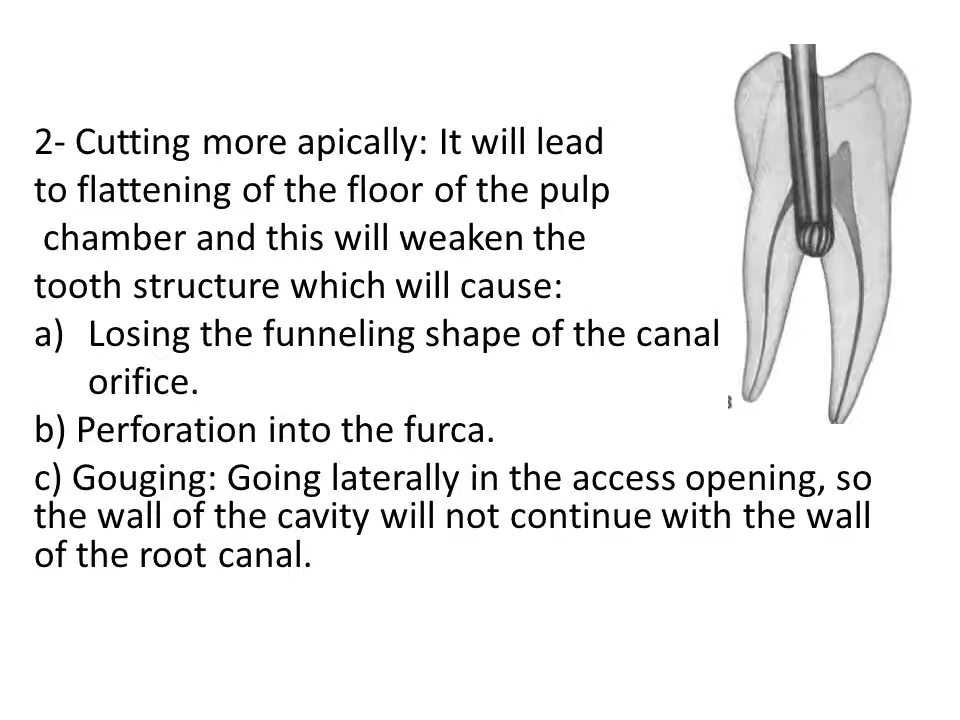 2- Cutting more apically: It will lead
to flattening of the floor of the pulp
chamber and this will weaken the
tooth structure which will cause:
a) Losing the funneling shape of the canal
orifice.
b) Perforation into the furca.
c) Gouging: Going laterally in the access opening, so
the wall of the cavity will not continue with the wall
of the root canal.